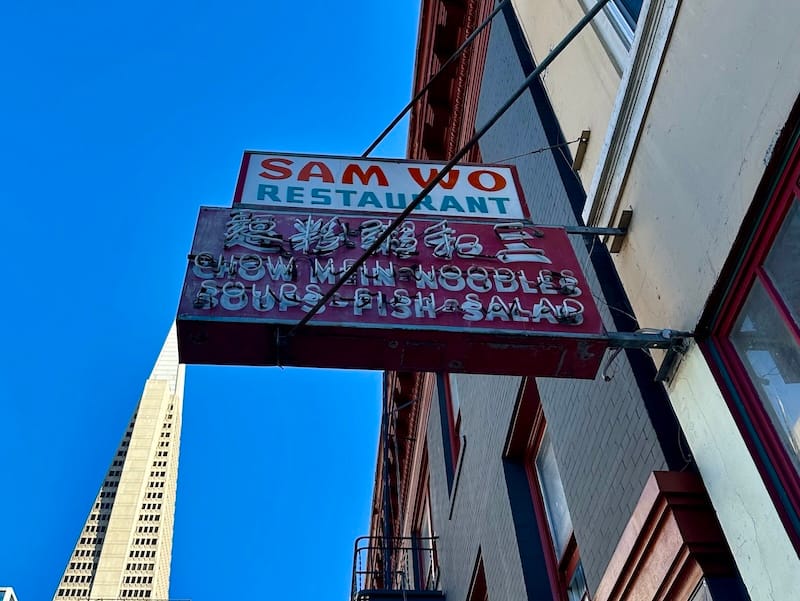 SAM WO
RESTAURANT
三和粥粉麵
CHOW MEIN-NOODLES
SOUPS-FISH-SALAD